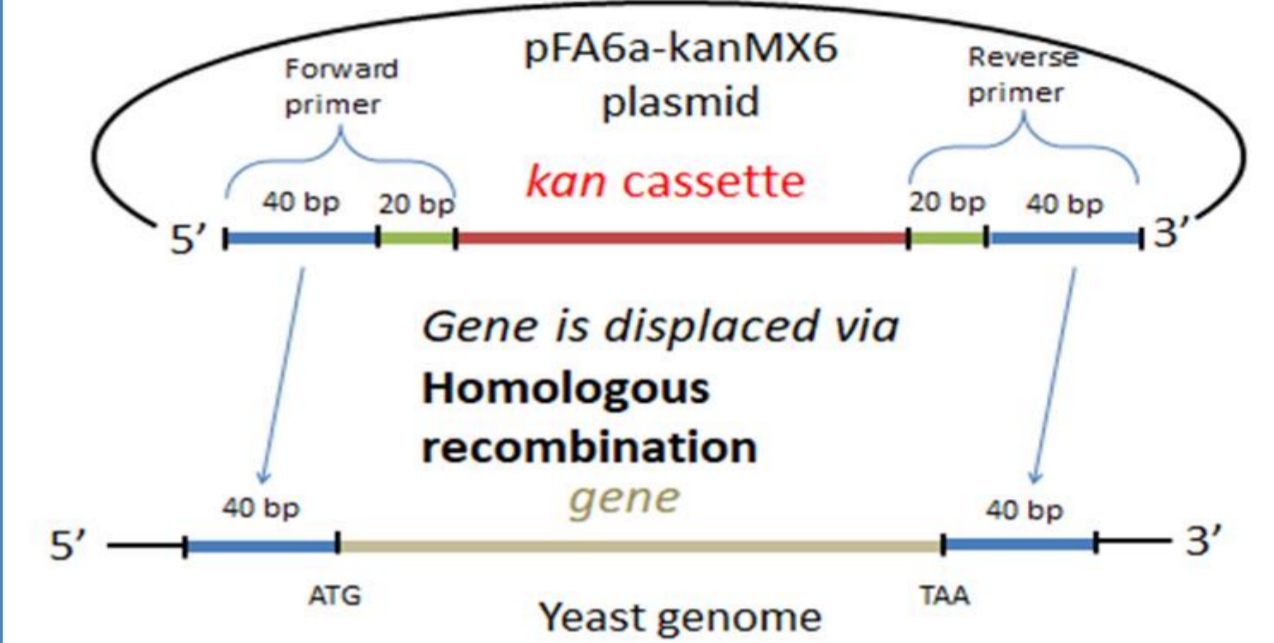 pFA6a-kanMX6
plasmid
Forward
primer
Reverse
primer
kan cassette
40 bp
20 bp
20 bp
40 bp
5’
3’
Gene is displaced via
Homologous
recombination
gene
40 bp
40 bp
5’
3’
ATG
TAA
Yeast genome